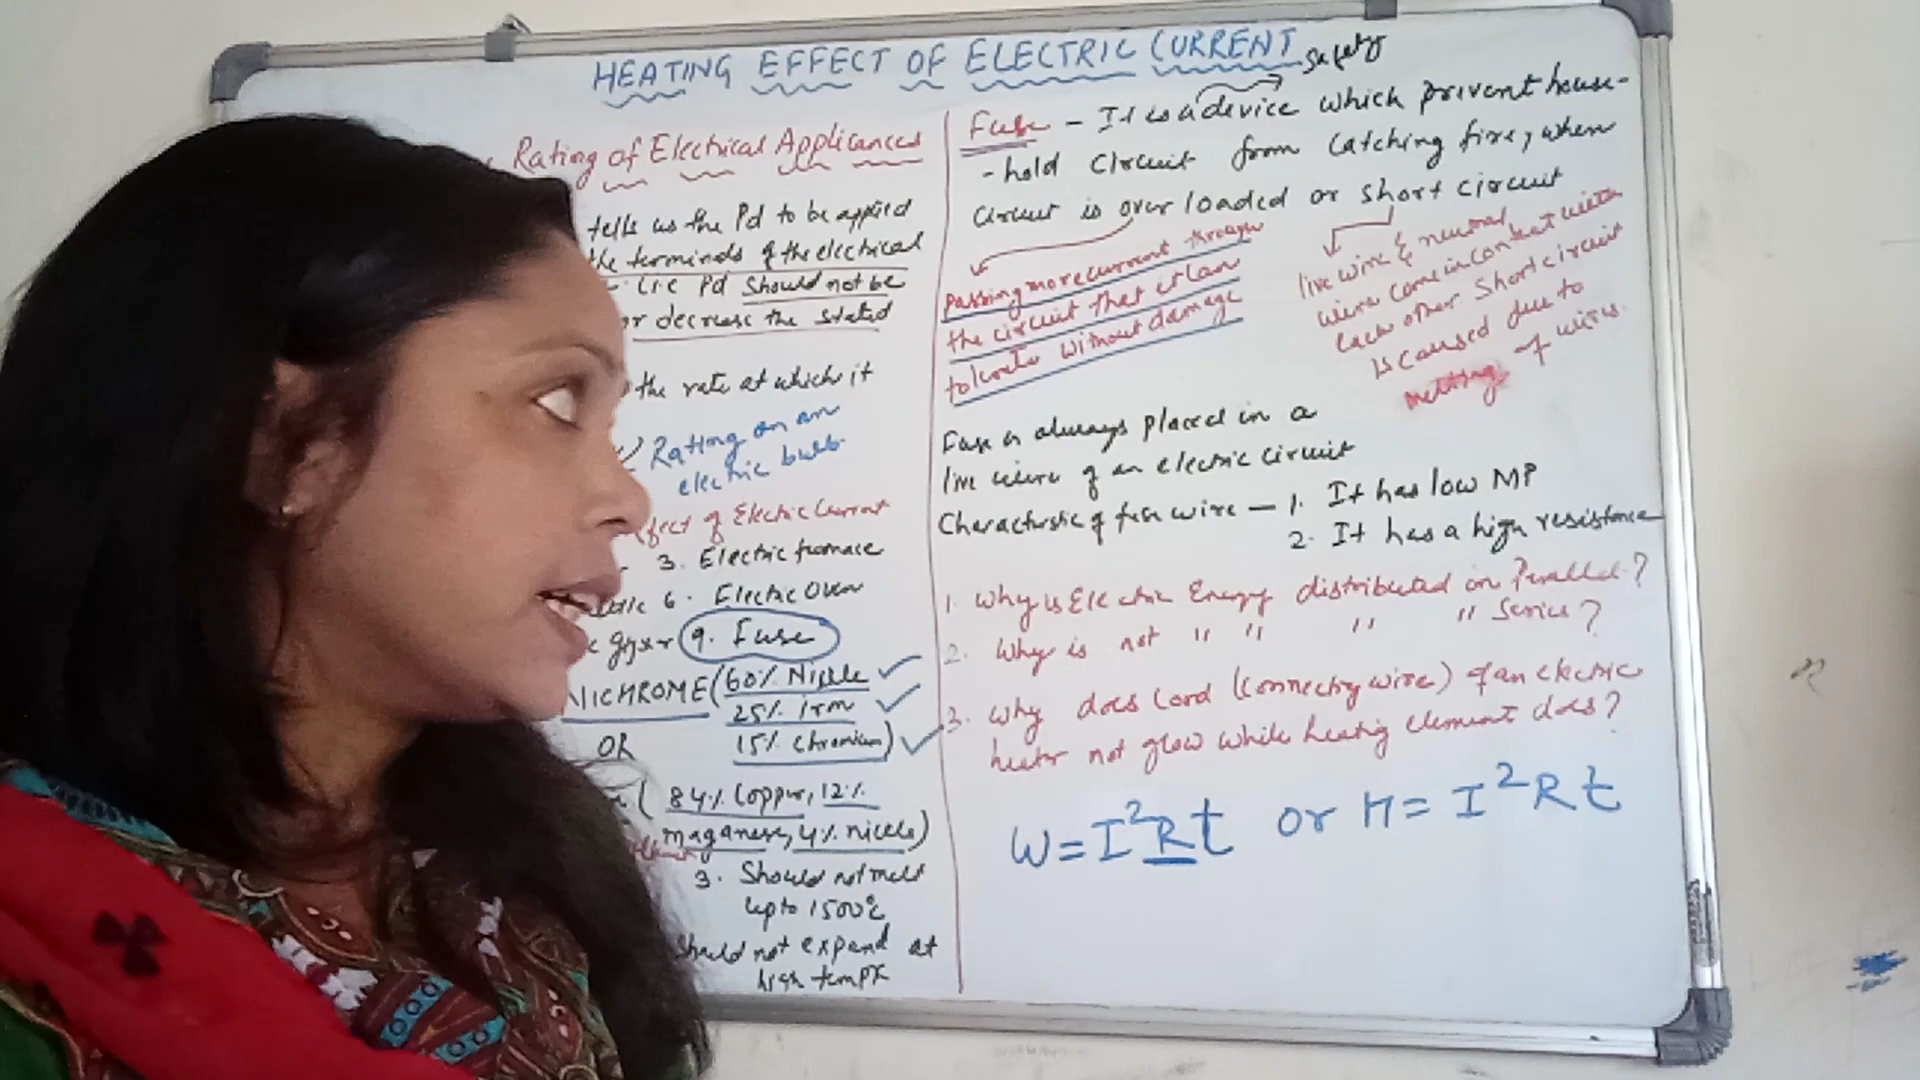 HEATING EFFECT OF ELECTRIC CURRENT
Rating of Electrical Appliances
tells us the Pd to be applied
the terminals of the electrical
i.e Pd should not be
or decrease the stated
the rate at which it
Rating on an
electric bulb.
fect of Electric Current
3. Electric furnace
6. Electric Oven
9. Fuse
NICHROME (60% Nickle
25% iron
15% chromium)
OR
(84% Copper, 12%
maganese, 4% nickle)
3. Should not melt
upto 1500°C
should not expand at
high temp
safety
Fuse - It is a device which prevent house-
-hold circuit from catching fire, when
circuit is over loaded or short circuit
Passing more current through
the circuit that it can
tolerate without damage
live wire & neutral
wire come in contact with
each other short circuit
is caused due to
melting of wires.
Fuse is always placed in a
live wire of an electric circuit
Characterstic of fuse wire - 1. It has low MP
2. It has a high resistance
1. Why is Electric Energy distributed in Parallel?
2. Why is not " " " " Series?
3. Why does Cord (Connecting wire) of an electric
heater not glow while heating element does?
W = I²Rt or H = I²Rt